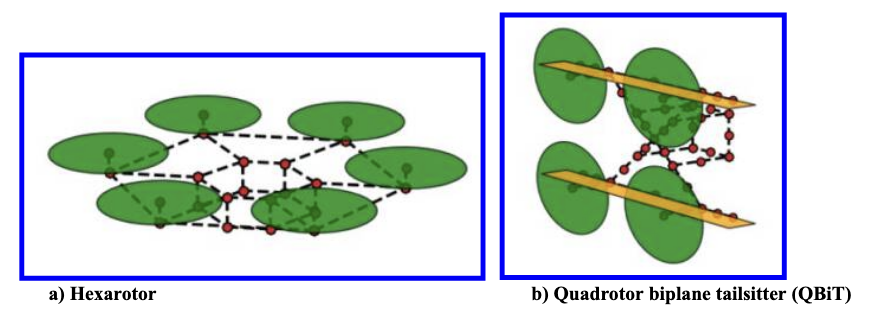 a) Hexarotor
b) Quadrotor biplane tailsitter (QBiT)